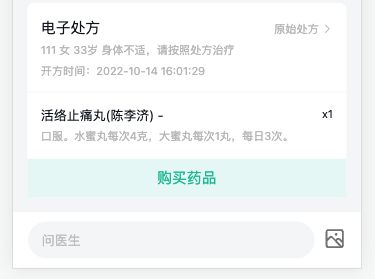 电子处方
原始处方
111 女 33岁 身体不适，请按照处方治疗
开方时间：2022-10-14 16:01:29
活络止痛丸(陈李济) -
x1
口服。水蜜丸每次4克，大蜜丸每次1丸，每日3次。
购买药品
问医生